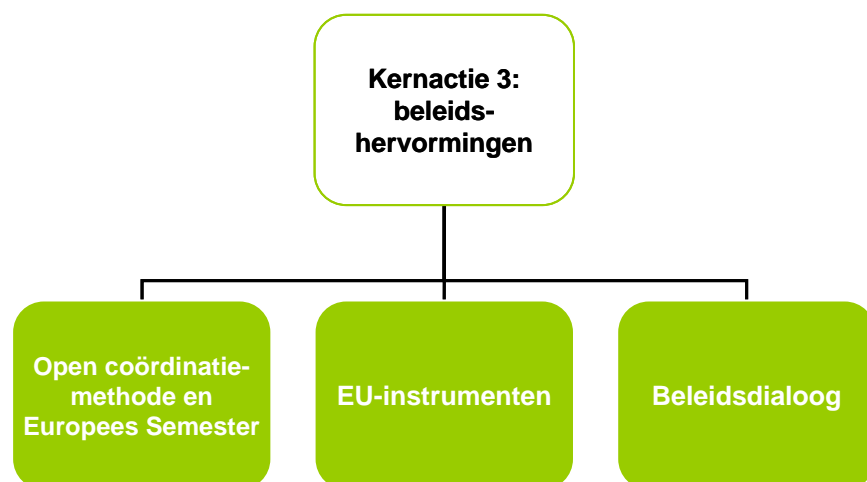 Kernactie 3:
beleids-
hervormingen
Open coördinatie-
methode en
Europees Semester
EU-instrumenten
Beleidsdialoog